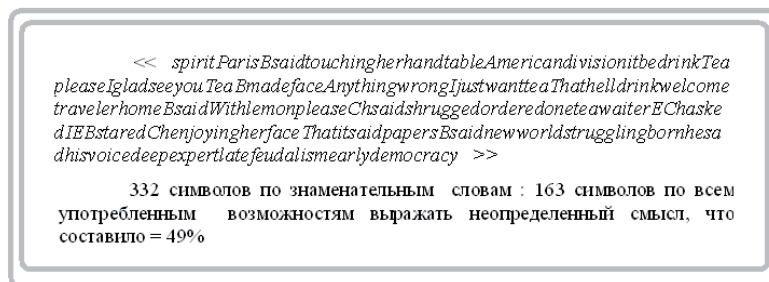 << spiritParisBsaidtouchingherhandtableAmericandivisionitbedrinkTea
pleaseIgladseeyouTeaBmadefaceAnythingwrongIjustwantteaThathelldrinkwelcome
travelerhomeBsaidWithlemonpleaseChsaidshruggedorderedoneteawaiterEChaske
dIEBstaredChenjoyingherfaceThatitsaidpapersBsaidnewworldstrugglingbornhesa
dhisvoicedeepexpertlatefeudalismearlydemocracy >>
332 символов по знаменательным словам : 163 символов по всем
употребленным возможностям выражать неопределенный смысл, что
составило = 49%